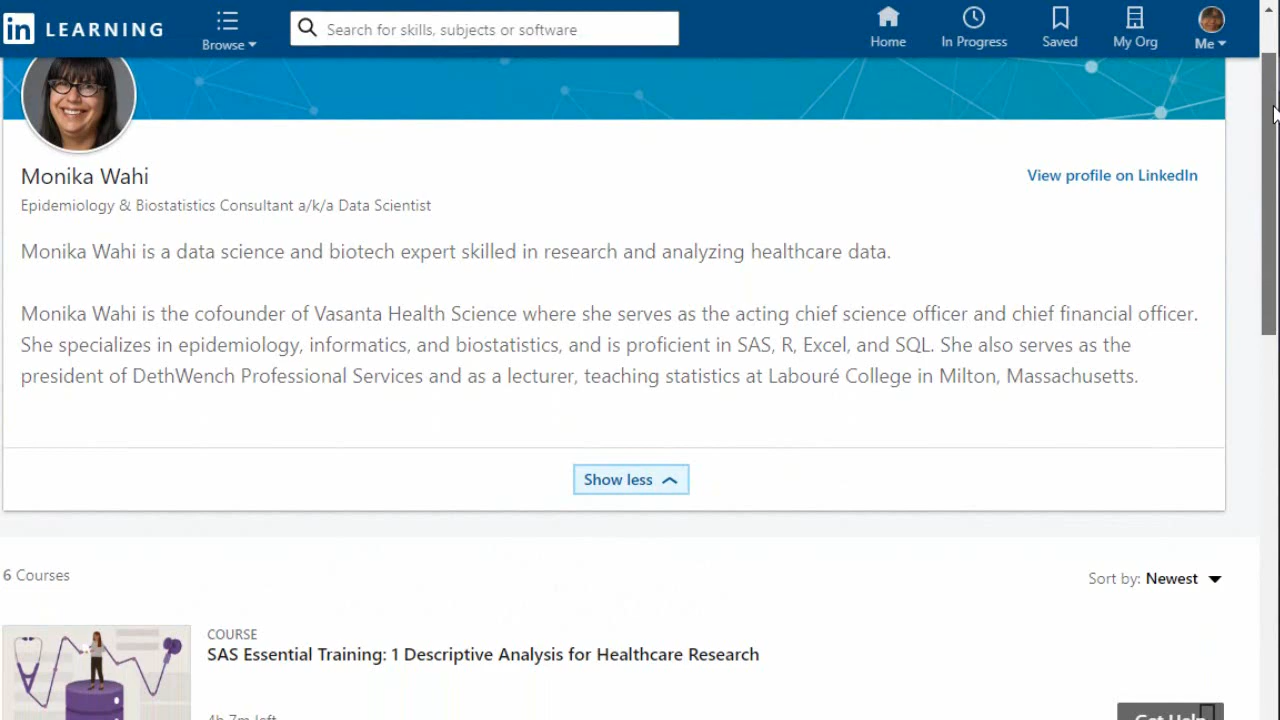 in LEARNING
Browse
Search for skills, subjects or software
Home
In Progress
Saved
My Org
Me
Monika Wahi
View profile on LinkedIn
Epidemiology & Biostatistics Consultant a/k/a Data Scientist
Monika Wahi is a data science and biotech expert skilled in research and analyzing healthcare data.
Monika Wahi is the cofounder of Vasanta Health Science where she serves as the acting chief science officer and chief financial officer.
She specializes in epidemiology, informatics, and biostatistics, and is proficient in SAS, R, Excel, and SQL. She also serves as the
president of DethWench Professional Services and as a lecturer, teaching statistics at Labouré College in Milton, Massachusetts.
Show less
6 Courses
Sort by: Newest
COURSE
SAS Essential Training: 1 Descriptive Analysis for Healthcare Research
4h 7m left
Get Help